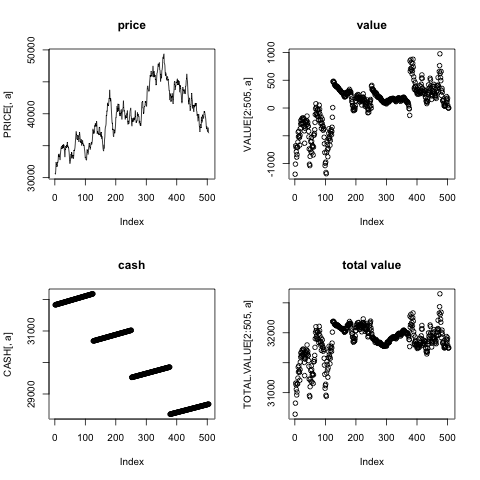 price
PRICE[, a]
30000 40000 50000
0 100 200 300 400 500
Index
value
VALUE[2:505, a]
-1000 0 500 1000
0 100 200 300 400 500
Index
cash
CASH[, a]
29000 31000
0 100 200 300 400 500
Index
total value
TOTAL.VALUE[2:505, a]
31000 32000
0 100 200 300 400 500
Index